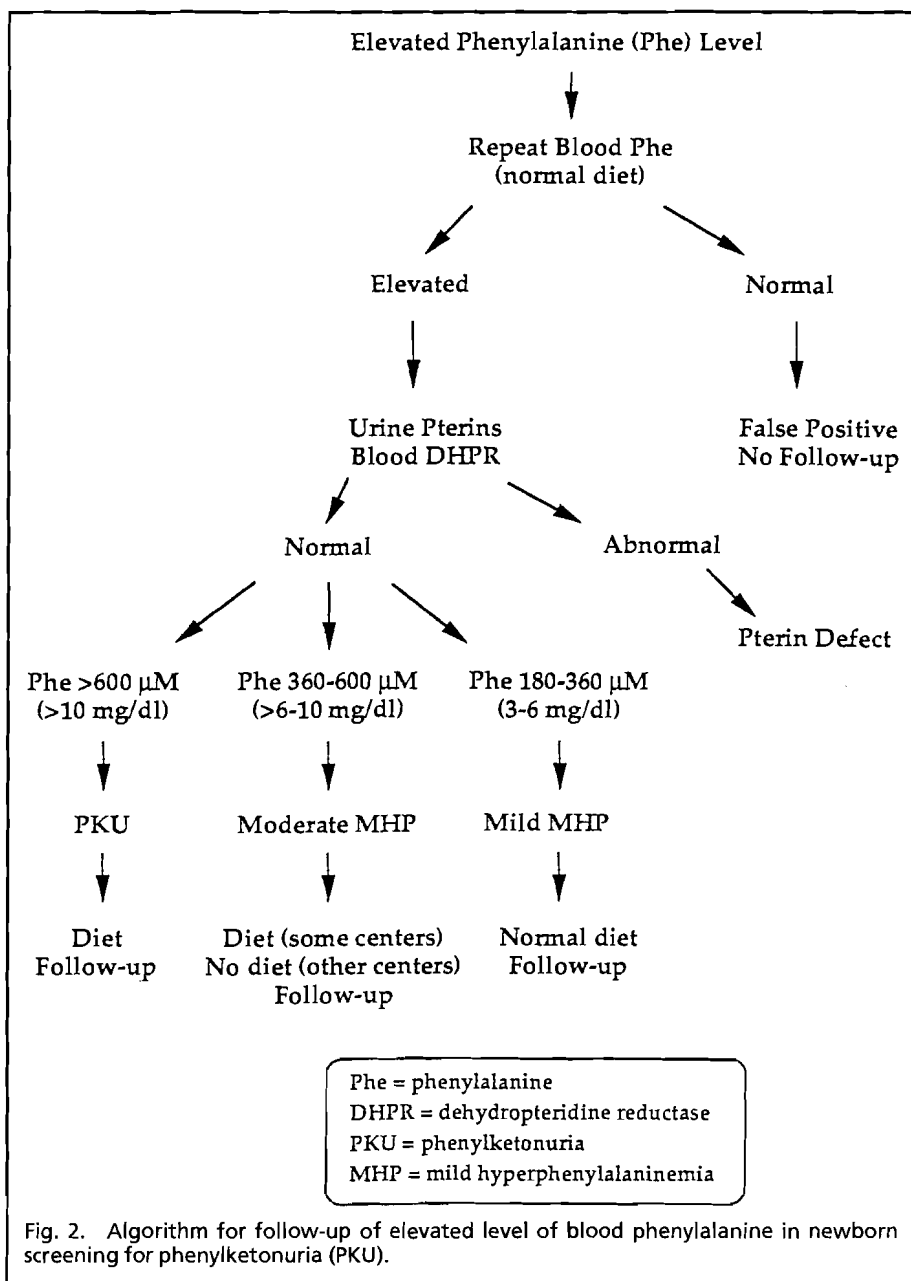 Elevated Phenylalanine (Phe) Level
Repeat Blood Phe
(normal diet)
Elevated
Normal
Urine Pterins
Blood DHPR
False Positive
No Follow-up
Normal
Abnormal
Pterin Defect
Phe >600 µM
(>10 mg/dl)
Phe 360-600 µM
(>6-10 mg/dl)
Phe 180-360 µM
(3-6 mg/dl)
PKU
Moderate MHP
Mild MHP
Diet
Follow-up
Diet (some centers)
No diet (other centers)
Follow-up
Normal diet
Follow-up
Phe = phenylalanine
DHPR = dehydropteridine reductase
PKU = phenylketonuria
MHP = mild hyperphenylalaninemia
Fig. 2. Algorithm for follow-up of elevated level of blood phenylalanine in newborn
screening for phenylketonuria (PKU).